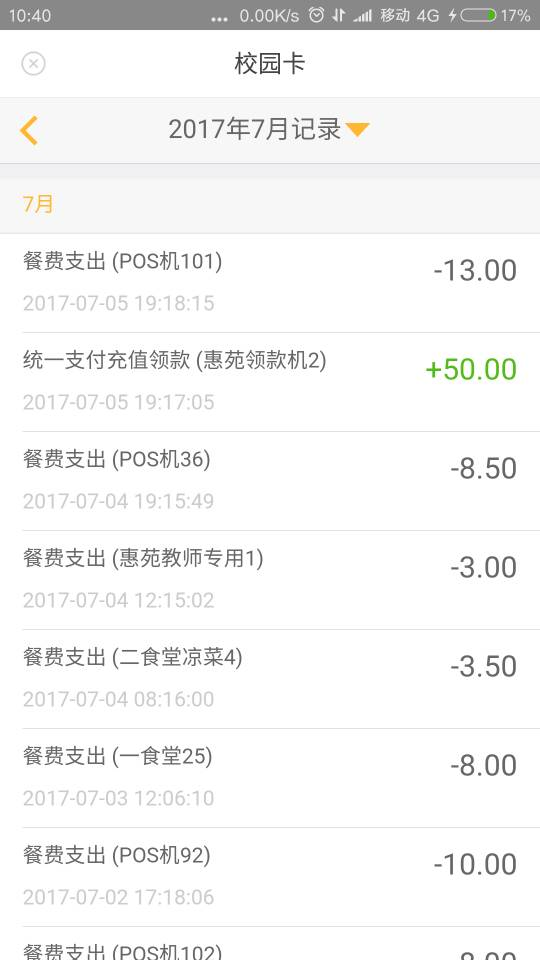 10:40 ... 0.00K/s 移动 4G 17%
校园卡
2017年7月记录
7月
餐费支出 (POS机101)
-13.00
2017-07-05 19:18:15
统一支付充值领款 (惠苑领款机2)
+50.00
2017-07-05 19:17:05
餐费支出 (POS机36)
-8.50
2017-07-04 19:15:49
餐费支出 (惠苑教师专用1)
-3.00
2017-07-04 12:15:02
餐费支出 (二食堂凉菜4)
-3.50
2017-07-04 08:16:00
餐费支出 (一食堂25)
-8.00
2017-07-03 12:06:10
餐费支出 (POS机92)
-10.00
2017-07-02 17:18:06
餐费支出 (POS机102)